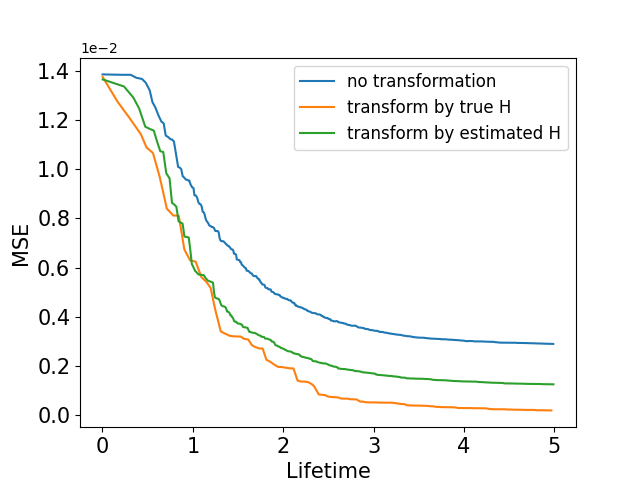 1e−2
no transformation
transform by true H
transform by estimated H
1.4
1.2
1.0
0.8
0.6
0.4
0.2
0.0
MSE
0 1 2 3 4 5
Lifetime